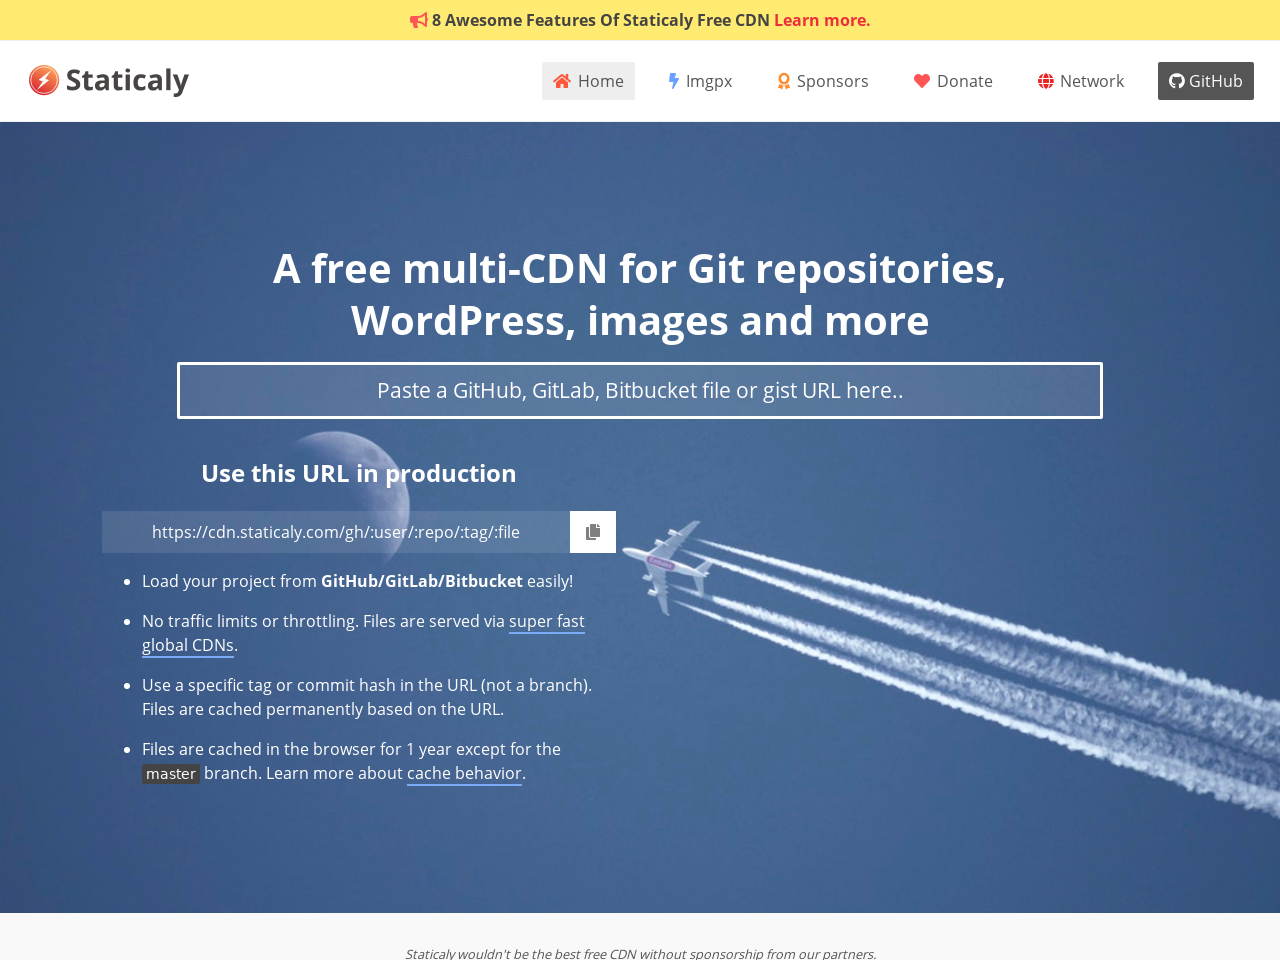 8 Awesome Features Of Staticaly Free CDN Learn more.
Staticaly
Home
Imgpx
Sponsors
Donate
Network
GitHub
A free multi-CDN for Git repositories,
WordPress, images and more
Paste a GitHub, GitLab, Bitbucket file or gist URL here..
Use this URL in production
https://cdn.staticaly.com/gh/:user/:repo/:tag/:file
Load your project from GitHub/GitLab/Bitbucket easily!
No traffic limits or throttling. Files are served via super fast
global CDNs.
Use a specific tag or commit hash in the URL (not a branch).
Files are cached permanently based on the URL.
Files are cached in the browser for 1 year except for the
master branch. Learn more about cache behavior.
Staticaly wouldn't be the best free CDN without sponsorship from our partners.